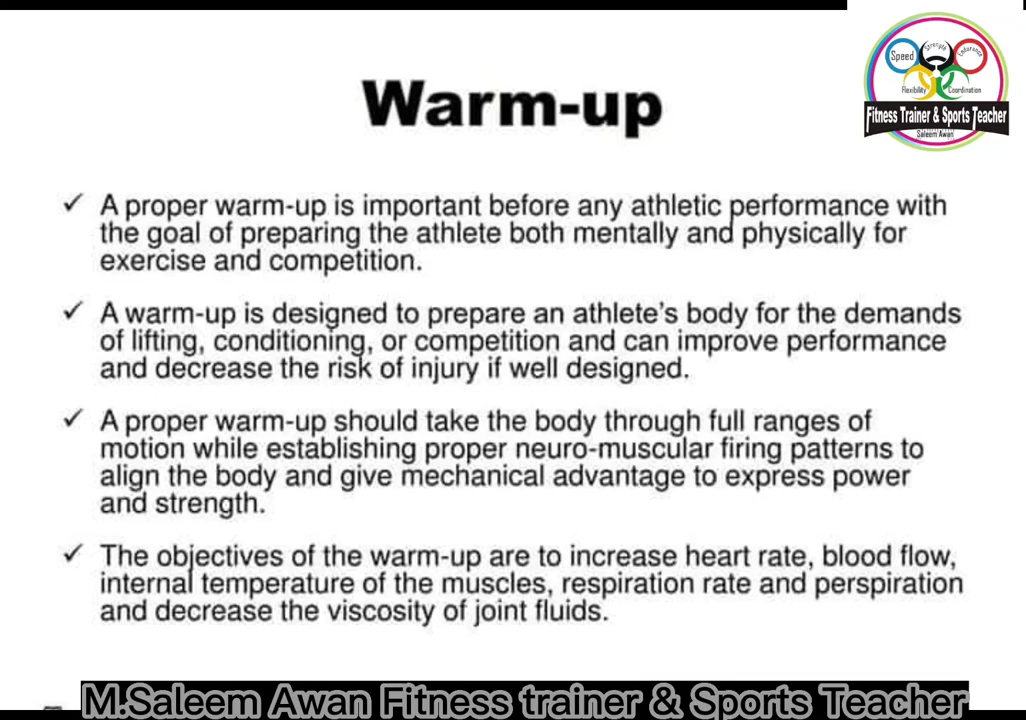 Speed
Strength
Endurance
Flexibility
Coordination
Fitness Trainer & Sports Teacher
Saleem Awan
Warm-up
✓ A proper warm-up is important before any athletic performance with
the goal of preparing the athlete both mentally and physically for
exercise and competition.
✓ A warm-up is designed to prepare an athlete's body for the demands
of lifting, conditioning, or competition and can improve performance
and decrease the risk of injury if well designed.
✓ A proper warm-up should take the body through full ranges of
motion while establishing proper neuro-muscular firing patterns to
align the body and give mechanical advantage to express power
and strength.
✓ The objectives of the warm-up are to increase heart rate, blood flow,
internal temperature of the muscles, respiration rate and perspiration
and decrease the viscosity of joint fluids.
M.Saleem Awan Fitness trainer & Sports Teacher